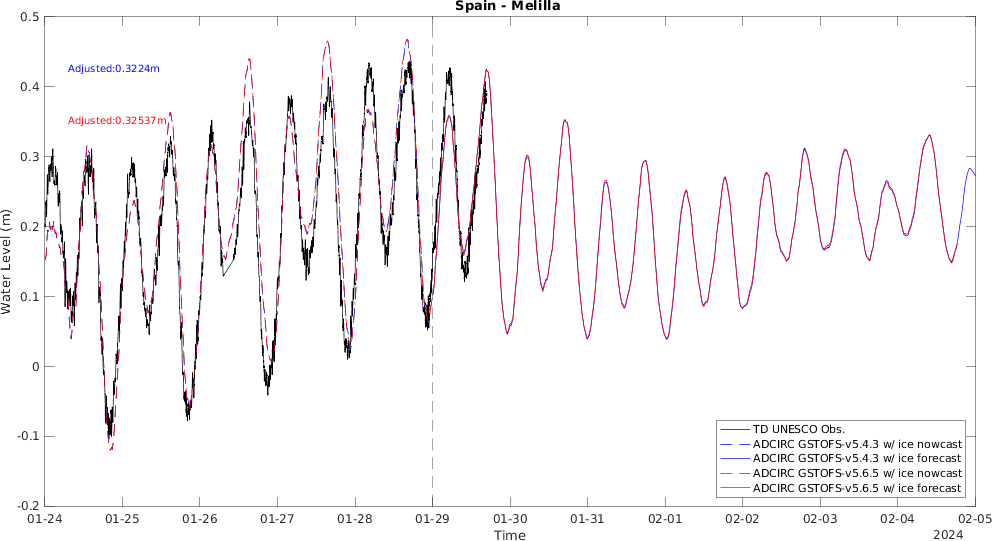 Spain - Melilla
0.5
0.4
0.3
0.2
0.1
0
-0.1
-0.2
Water Level (m)
Adjusted:0.3224m
Adjusted:0.32537m
TD UNESCO Obs.
ADCIRC GSTOFS-v5.4.3 w/ ice nowcast
ADCIRC GSTOFS-v5.4.3 w/ ice forecast
ADCIRC GSTOFS-v5.6.5 w/ ice nowcast
ADCIRC GSTOFS-v5.6.5 w/ ice forecast
01-24 01-25 01-26 01-27 01-28 01-29 01-30 01-31 02-01 02-02 02-03 02-04 02-05
Time
2024